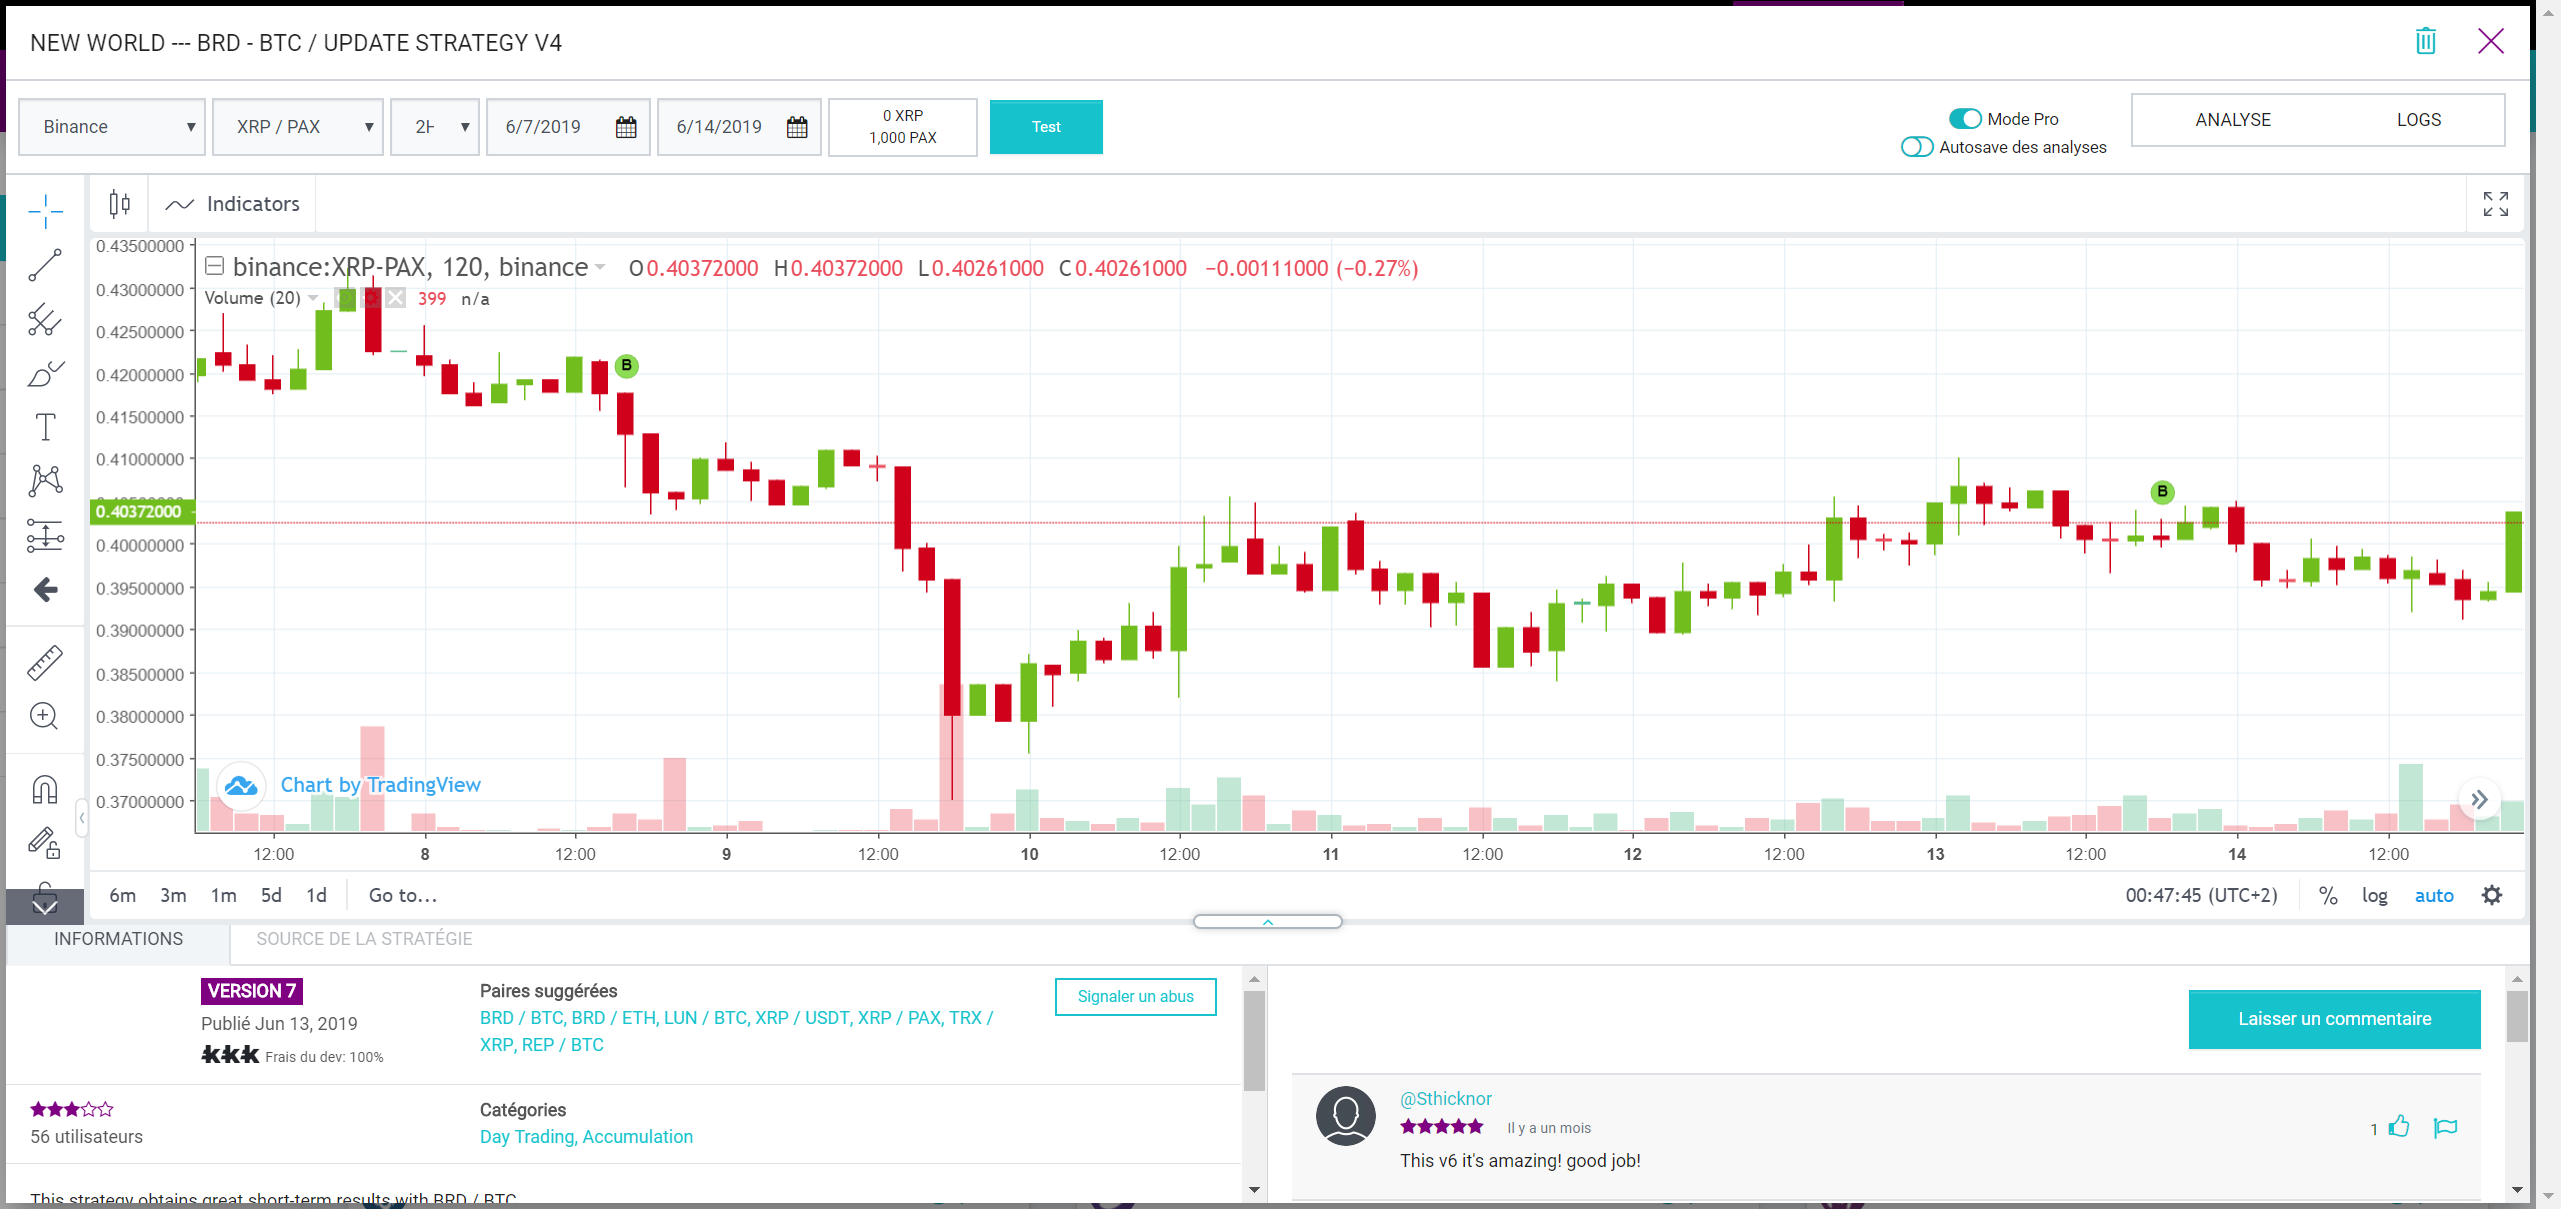 NEW WORLD --- BRD - BTC / UPDATE STRATEGY V4
Binance
XRP / PAX
6/7/2019
6/14/2019
0 XRP
1,000 PAX
Test
Mode Pro
Autosave des analyses
ANALYSE
LOGS
Indicators
binance:XRP-PAX, 120, binance
O0.40372000 H0.40372000 L0.40261000 C0.40261000 −0.00111000 (−0.27%)
Volume (20)
399 n/a
0.43500000
0.43000000
0.42500000
0.42000000
0.41500000
0.41000000
0.40372000
0.40000000
0.39500000
0.39000000
0.38500000
0.38000000
0.37500000
0.37000000
B
B
Chart by TradingView
12:00 8 12:00 9 12:00 10 12:00 11 12:00 12 12:00 13 12:00 14 12:00
6m 3m 1m 5d 1d Go to...
00:47:45 (UTC+2) % log auto
INFORMATIONS
SOURCE DE LA STRATÉGIE
VERSION 7
Publié Jun 13, 2019
Frais du dev: 100%
Paires suggérées
BRD / BTC, BRD / ETH, LUN / BTC, XRP / USDT, XRP / PAX, TRX /
XRP, REP / BTC
Signaler un abus
56 utilisateurs
Catégories
Day Trading, Accumulation
This strategy obtains great short-term results with BRD / BTC
Laisser un commentaire
@Sthicknor
Il y a un mois
1
This v6 it's amazing! good job!